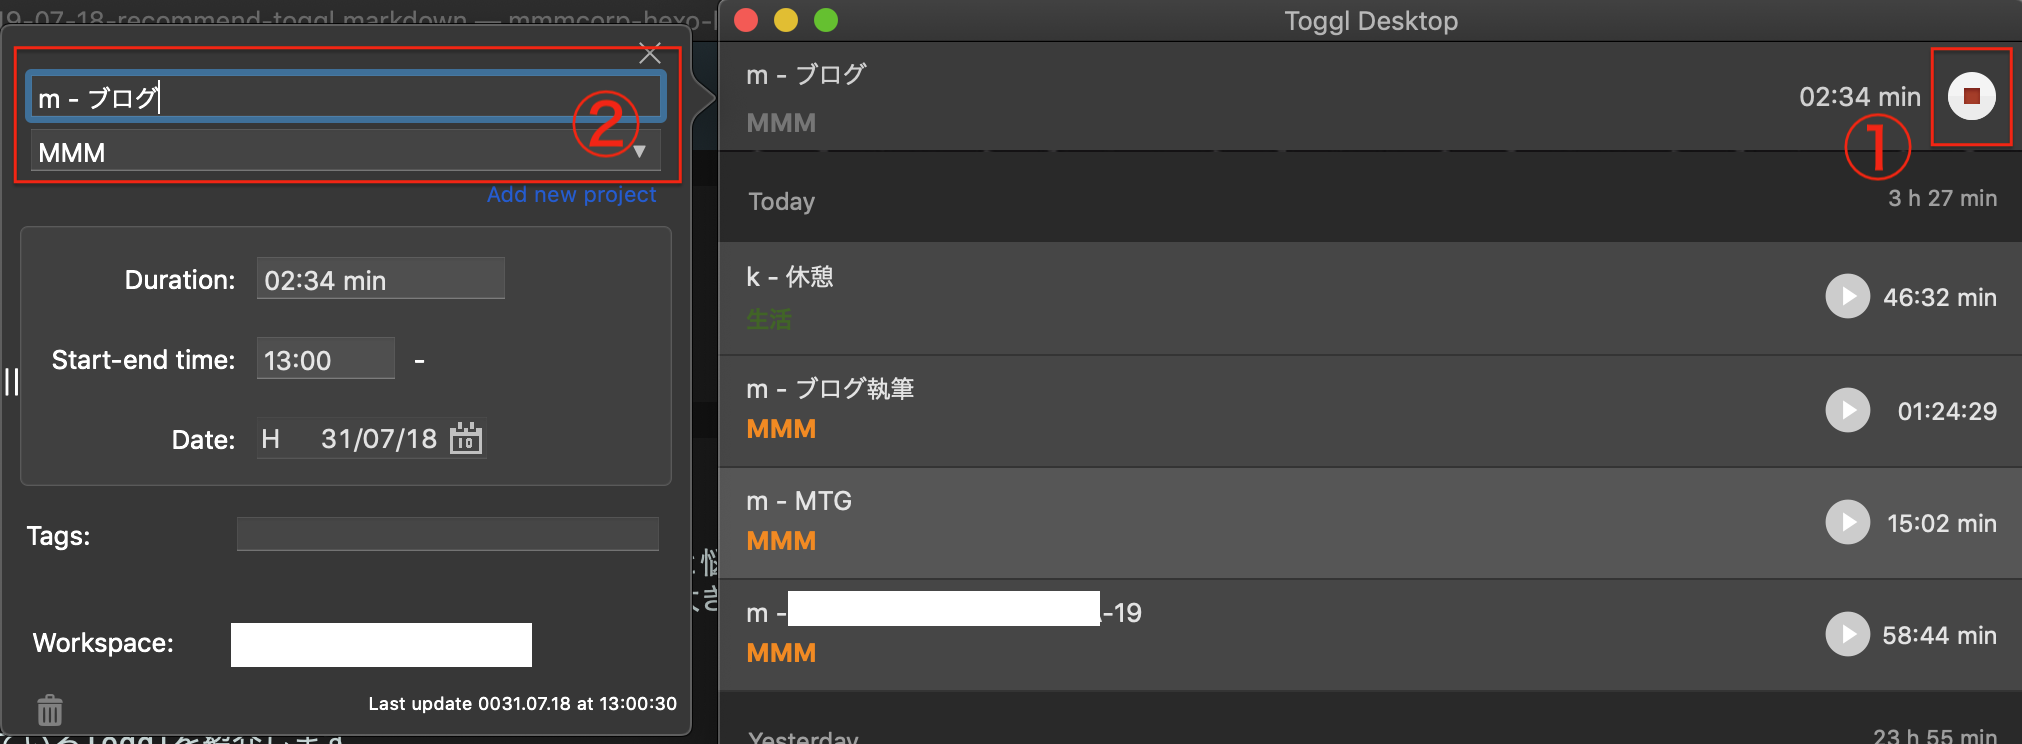 19-07-18-recommend-toggl.markdown — mmmcorp-hexo-
m - ブログ
②
MMM
Add new project
Duration: 02:34 min
Start-end time: 13:00 -
Date: H 31/07/18
Tags:
Workspace:
Last update 0031.07.18 at 13:00:30
Toggl Desktop
m - ブログ
02:34 min
MMM
①
Today
3 h 27 min
k - 休憩
生活
46:32 min
m - ブログ執筆
MMM
01:24:29
m - MTG
MMM
15:02 min
m -
-19
MMM
58:44 min
Yesterday
23 h 55 min